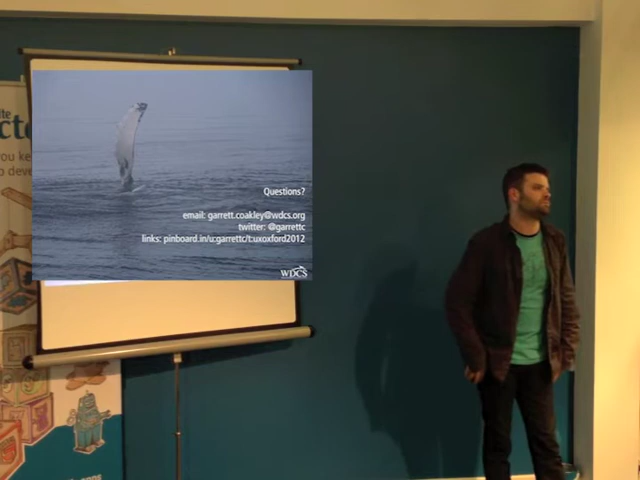 Questions?
email: garrett.coakley@wdcs.org
twitter: @garrettc
links: pinboard.in/u:garrettc/t:uxoxford2012
WDCS